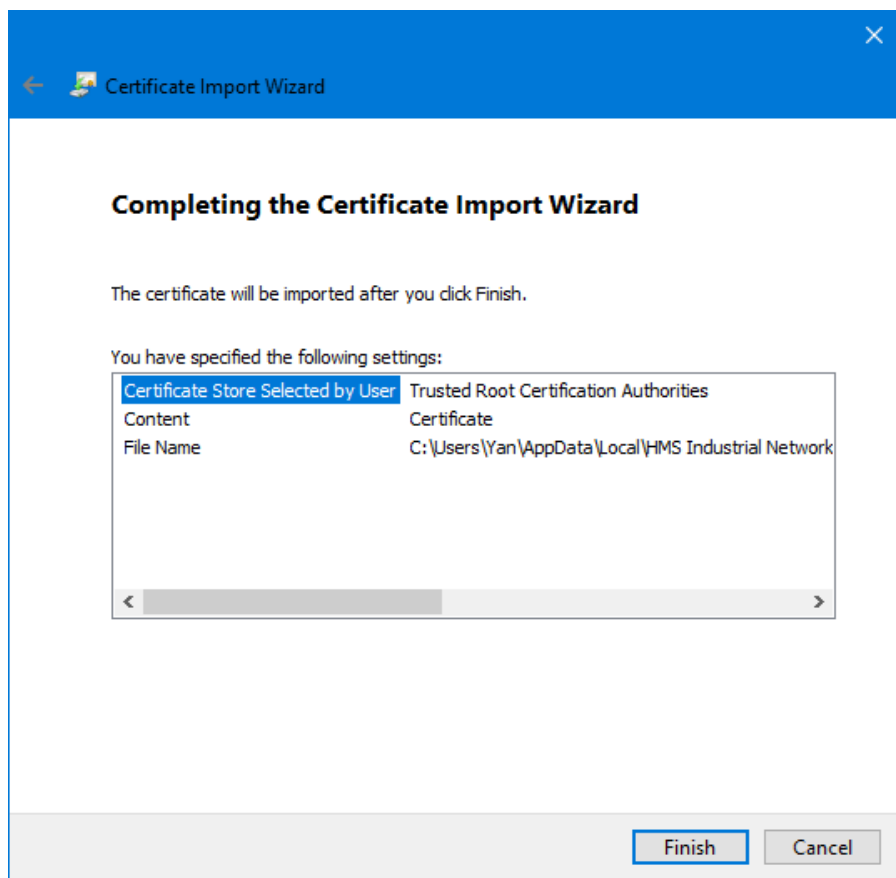 Certificate Import Wizard
Completing the Certificate Import Wizard
The certificate will be imported after you click Finish.
You have specified the following settings:
Certificate Store Selected by User Trusted Root Certification Authorities
Content Certificate
File Name C:\Users\Yan\AppData\Local\HMS Industrial Network
Finish Cancel